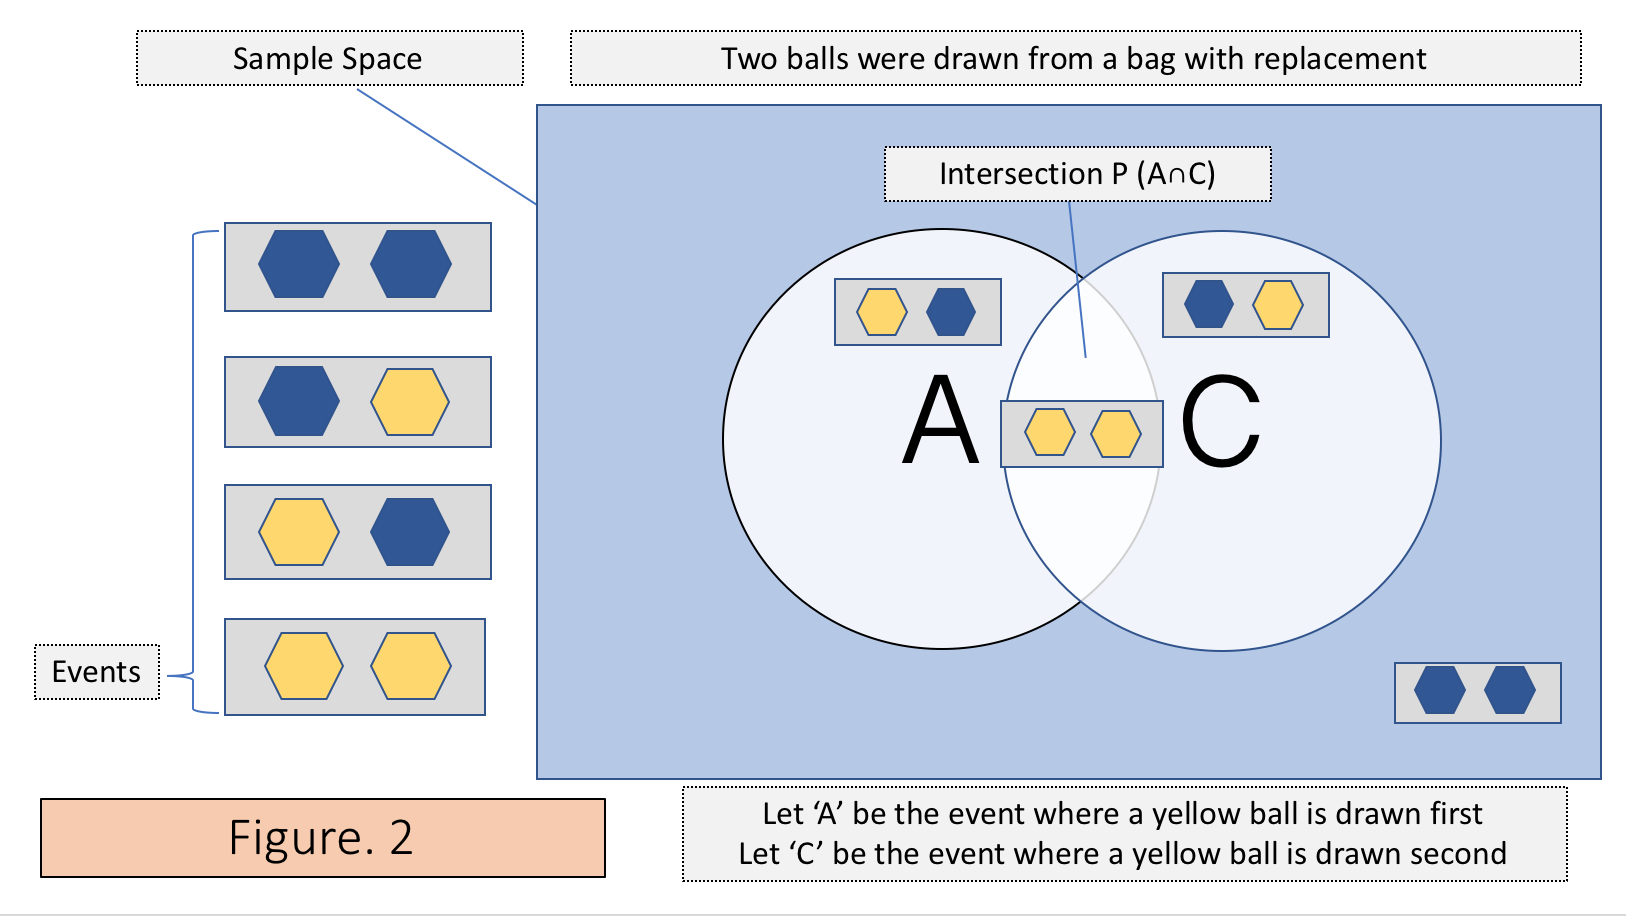 Sample Space
Two balls were drawn from a bag with replacement
Intersection P (A∩C)
A
C
Events
Figure. 2
Let ‘A’ be the event where a yellow ball is drawn first
Let ‘C’ be the event where a yellow ball is drawn second